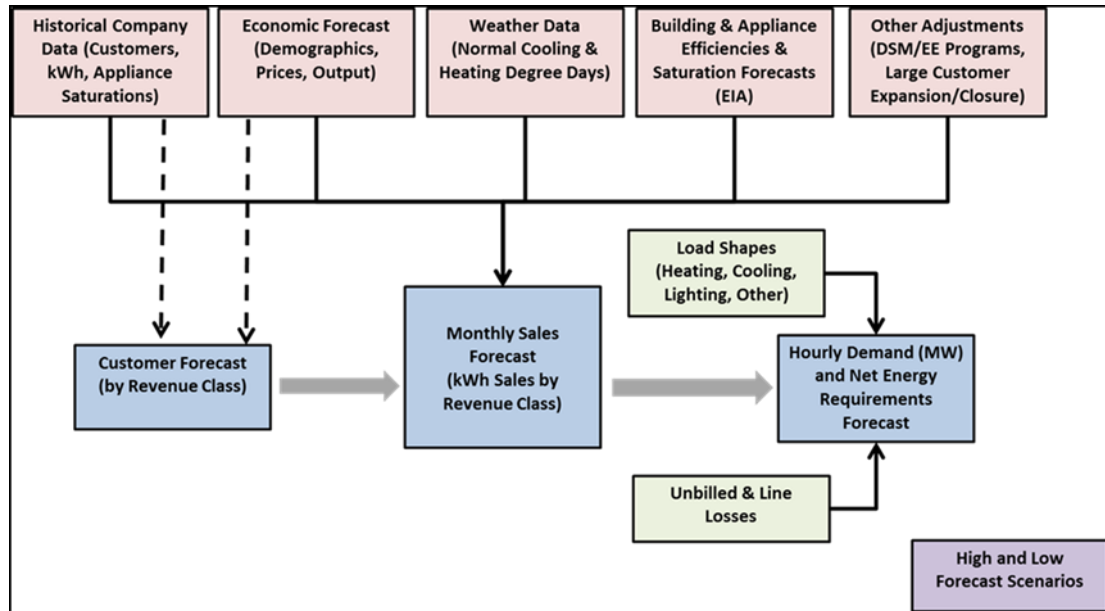 Historical Company
Data (Customers,
kWh, Appliance
Saturations)
Economic Forecast
(Demographics,
Prices, Output)
Weather Data
(Normal Cooling &
Heating Degree Days)
Building & Appliance
Efficiencies &
Saturation Forecasts
(EIA)
Other Adjustments
(DSM/EE Programs,
Large Customer
Expansion/Closure)
Load Shapes
(Heating, Cooling,
Lighting, Other)
Customer Forecast
(by Revenue Class)
Monthly Sales
Forecast
(kWh Sales by
Revenue Class)
Hourly Demand (MW)
and Net Energy
Requirements
Forecast
Unbilled & Line
Losses
High and Low
Forecast Scenarios